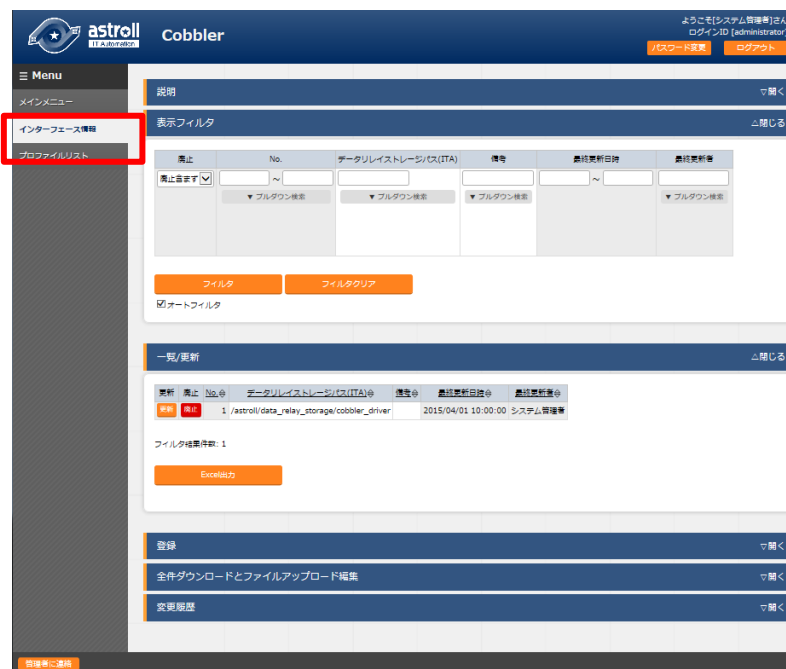 astroll
IT Automation
Cobbler
ようこそ[システム管理者]さん
ログインID [administrator]
パスワード変更 ログアウト
☰ Menu
メインメニュー
インターフェース情報
プロファイルリスト
説明 ▽開く
表示フィルタ △閉じる
廃止 No. データリレイストレージパス(ITA) 備考 最終更新日時 最終更新者
廃止含まず ~ ~
▼ プルダウン検索 ▼ プルダウン検索 ▼ プルダウン検索 ▼ プルダウン検索
フィルタ フィルタクリア
オートフィルタ
一覧/更新 △閉じる
更新 廃止 No. データリレイストレージパス(ITA) 備考 最終更新日時 最終更新者
更新 廃止 1 /astroll/data_relay_storage/cobbler_driver 2015/04/01 10:00:00 システム管理者
フィルタ結果件数: 1
Excel出力
登録 ▽開く
全件ダウンロードとファイルアップロード編集 ▽開く
変更履歴 ▽開く
管理者に連絡